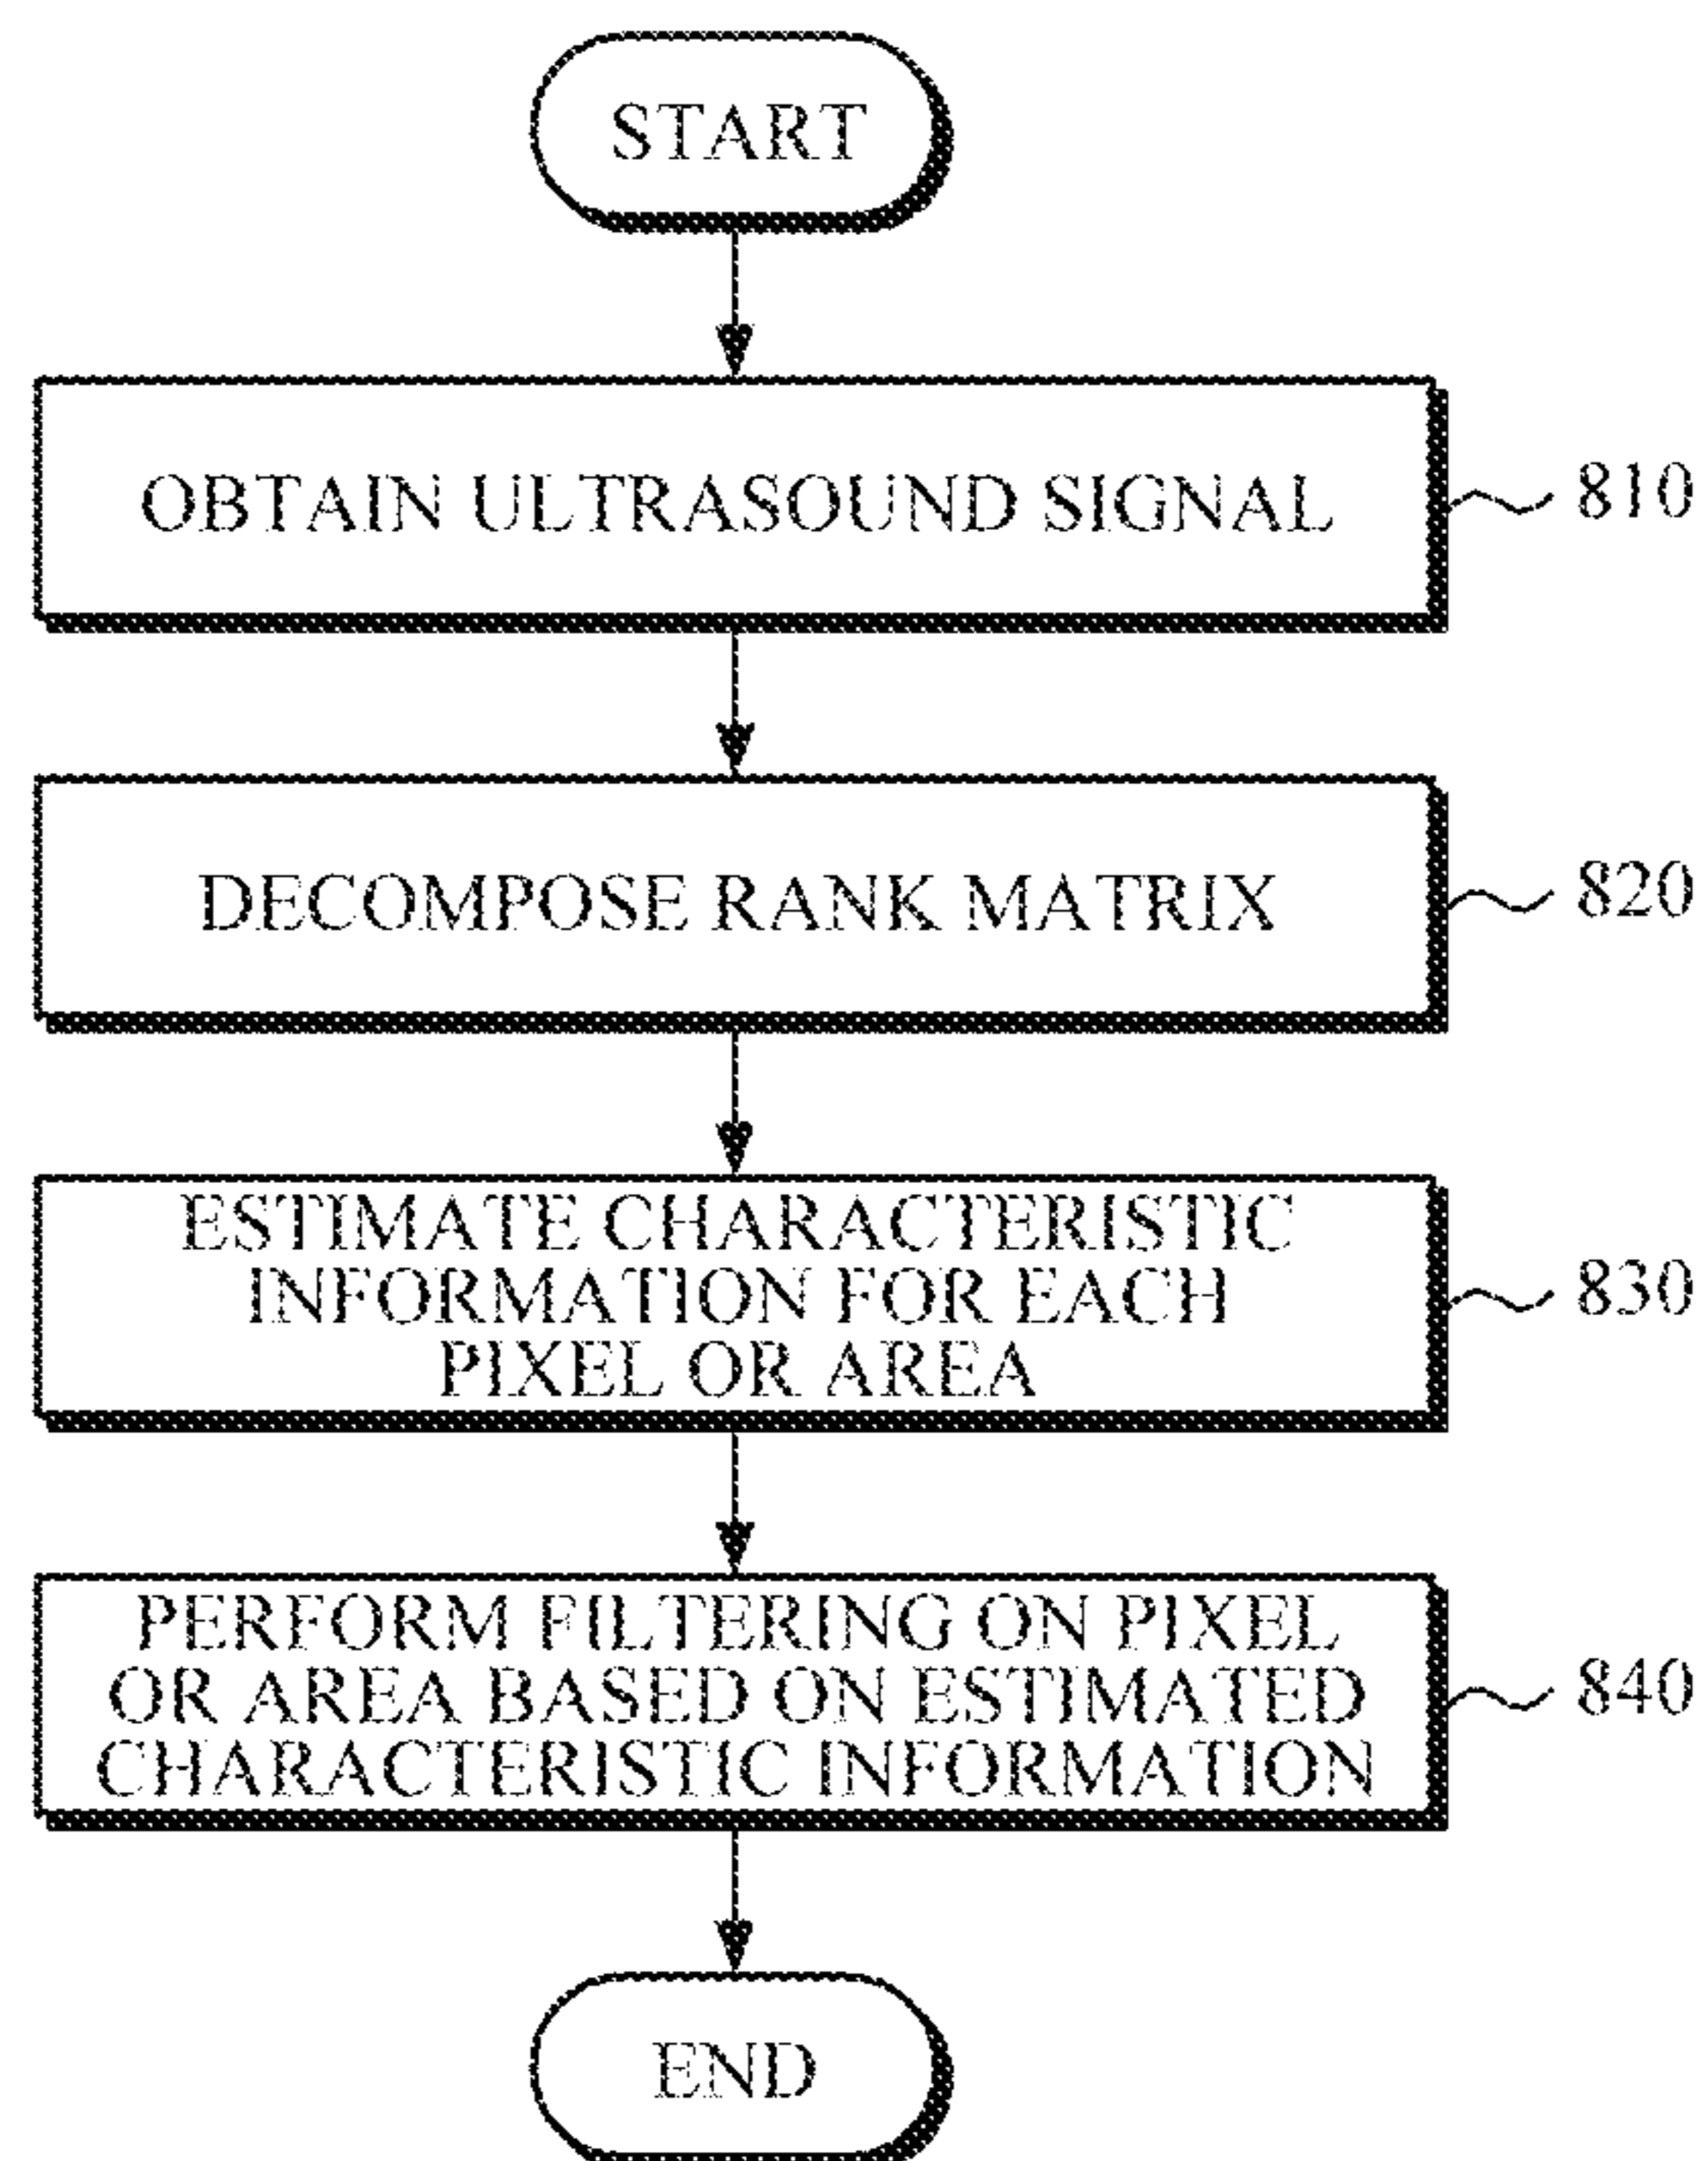 START
OBTAIN ULTRASOUND SIGNAL
810
DECOMPOSE RANK MATRIX
820
ESTIMATE CHARACTERISTIC
INFORMATION FOR EACH
PIXEL OR AREA
830
PERFORM FILTERING ON PIXEL
OR AREA BASED ON ESTIMATED
CHARACTERISTIC INFORMATION
840
END